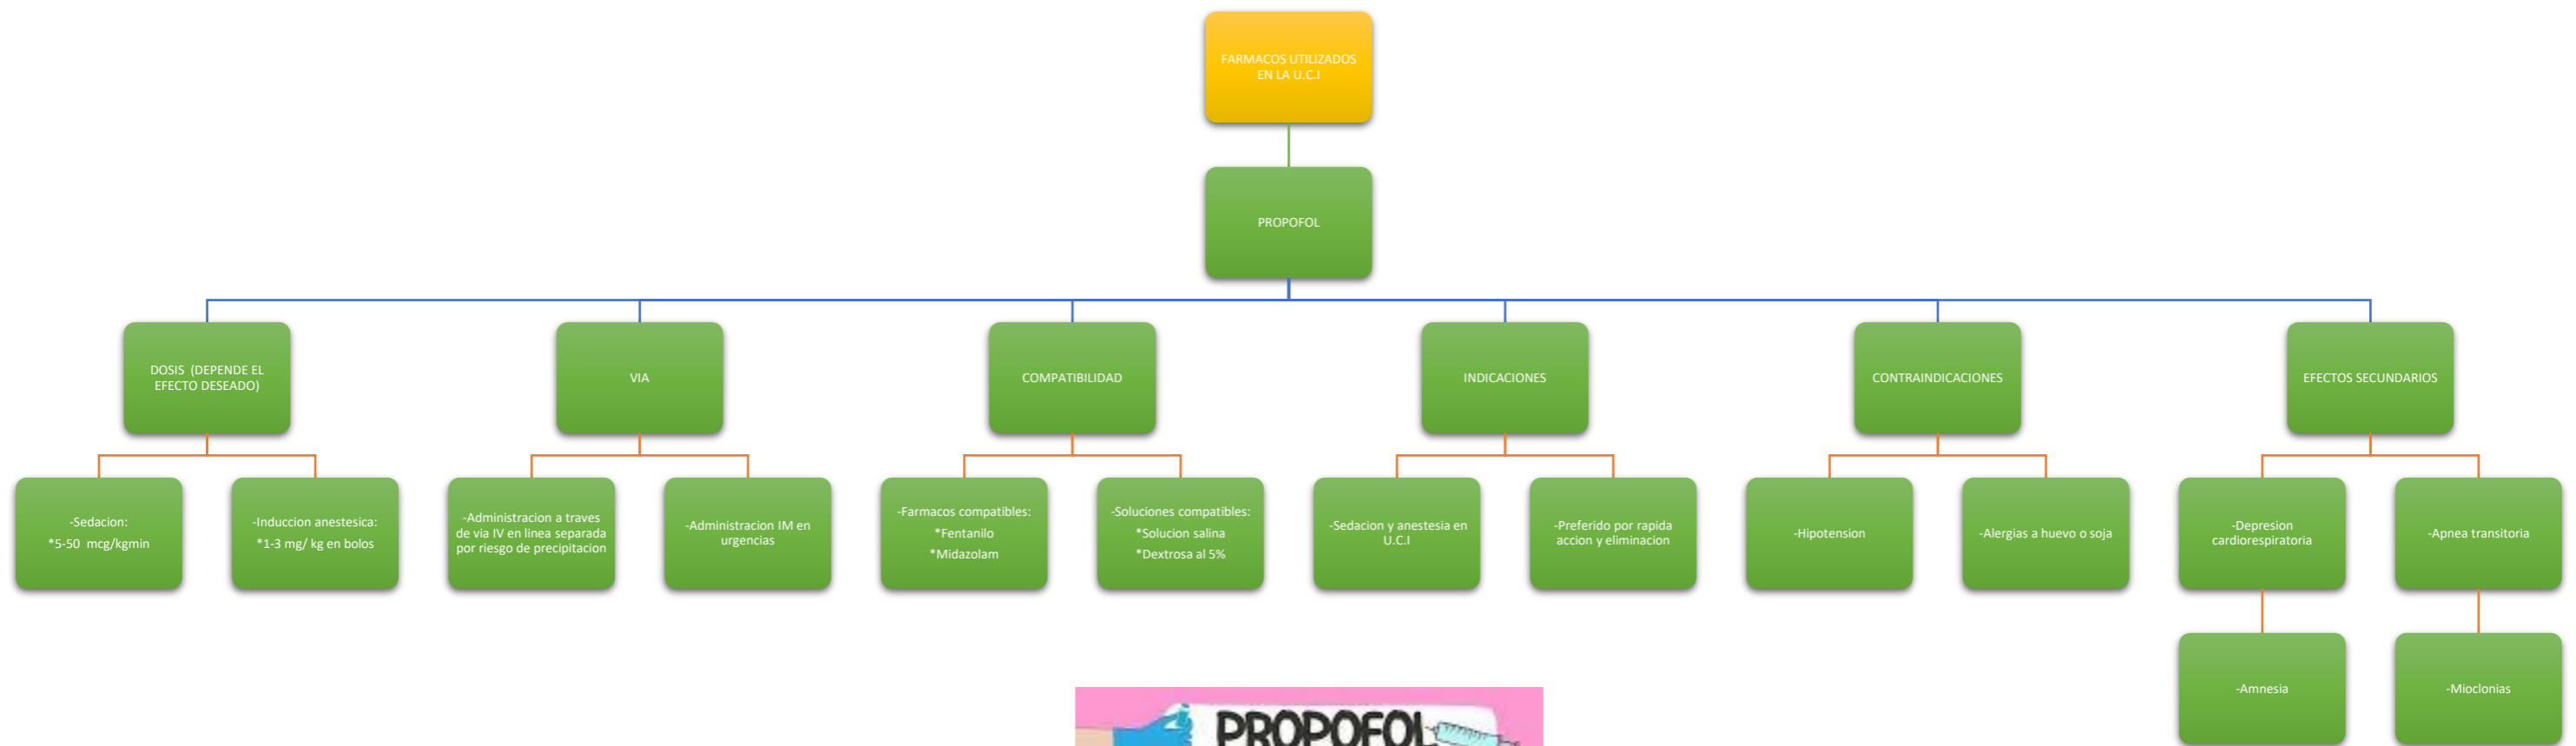 FARMACOS UTILIZADOS
EN LA U.C.I
PROPOFOL
DOSIS (DEPENDE EL
EFECTO DESEADO)
VIA
COMPATIBILIDAD
INDICACIONES
CONTRAINDICACIONES
EFECTOS SECUNDARIOS
-Sedacion:
*5-50 mcg/kgmin
-Induccion anestesica:
*1-3 mg/ kg en bolos
-Administracion a traves
de via IV en linea separada
por riesgo de precipitacion
-Administracion IM en
urgencias
-Farmacos compatibles:
*Fentanilo
*Midazolam
-Soluciones compatibles:
*Solucion salina
*Dextrosa al 5%
-Sedacion y anestesia en
U.C.I
-Preferido por rapida
accion y eliminacion
-Hipotension
-Alergias a huevo o soja
-Depresion
cardiorespiratoria
-Apnea transitoria
-Amnesia
-Mioclonias
PROPOFOL